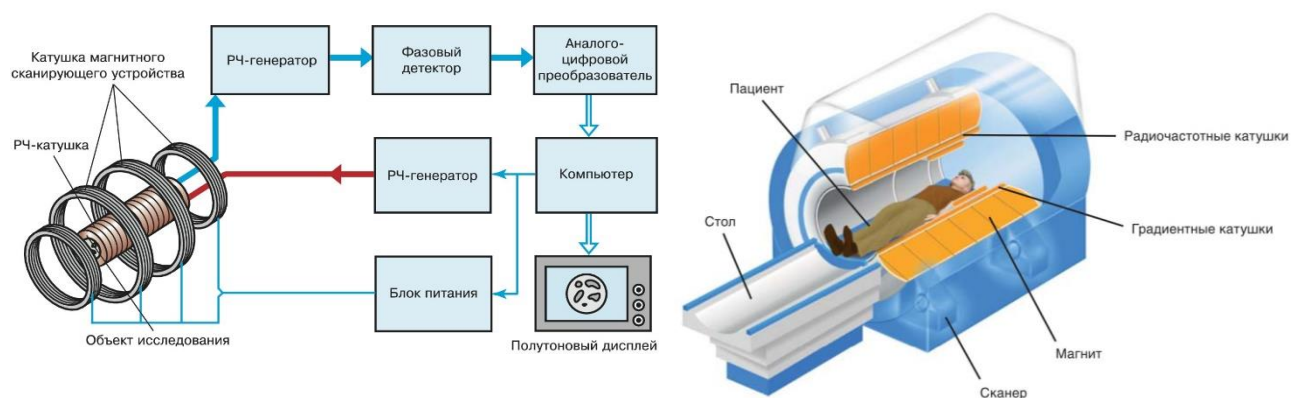 Катушка магнитного
сканирующего устройства
РЧ-катушка
РЧ-генератор
Фазовый
детектор
Аналого-
цифровой
преобразователь
РЧ-генератор
Компьютер
Блок питания
Объект исследования
Полутоновый дисплей
Пациент
Радиочастотные катушки
Стол
Градиентные катушки
Магнит
Сканер